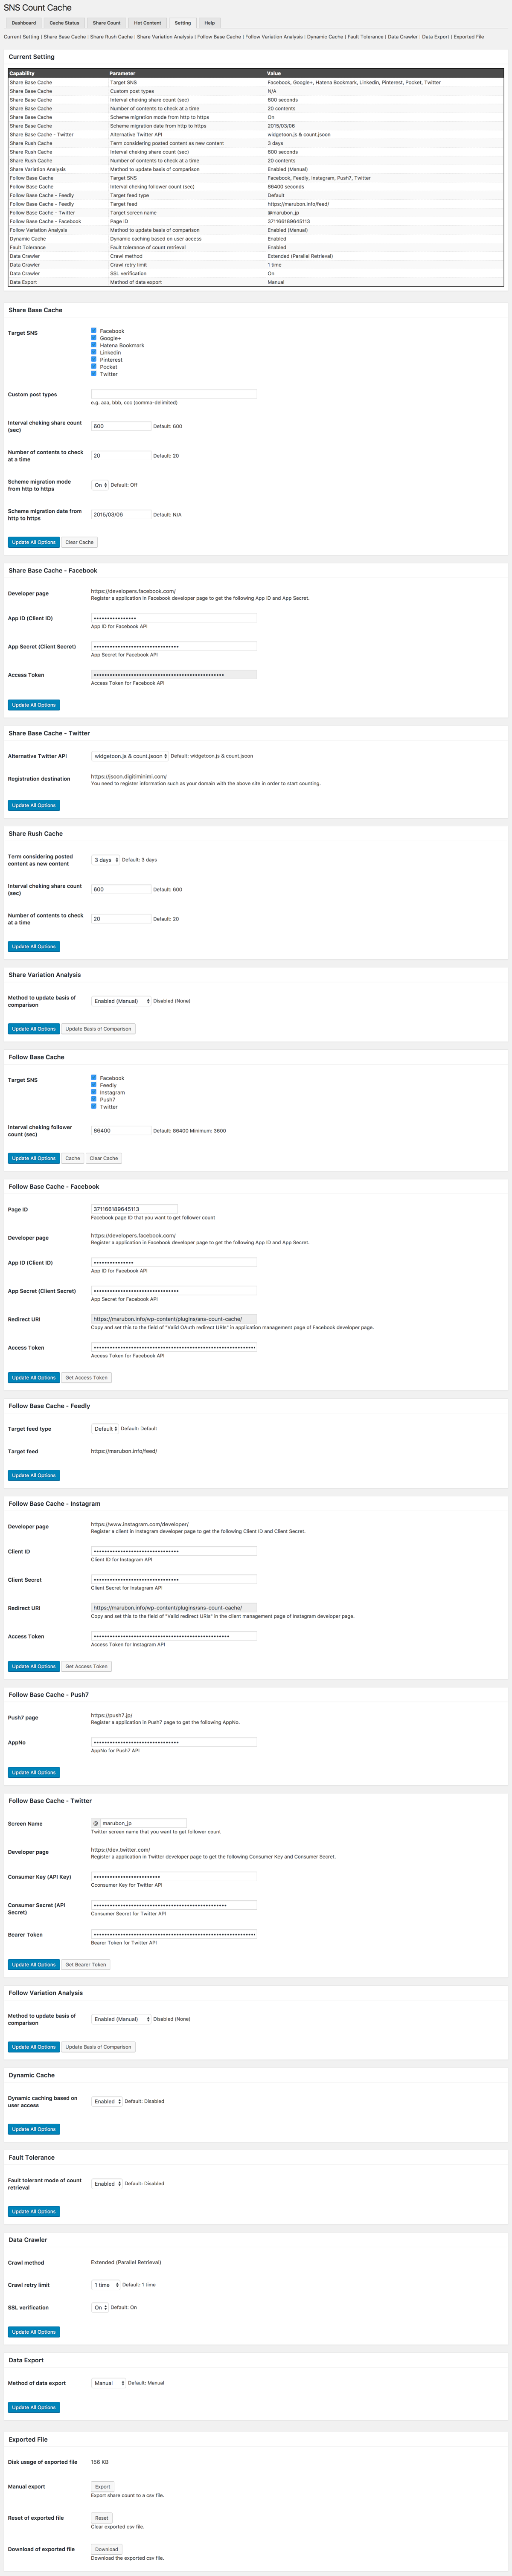 SNS Count Cache
Dashboard Cache Status Share Count Hot Content Setting Help
Current Setting | Share Base Cache | Share Rush Cache | Share Variation Analysis | Follow Base Cache | Follow Variation Analysis | Dynamic Cache | Fault Tolerance | Data Crawler | Data Export | Exported File
Current Setting
Capability Parameter Value
Share Base Cache Target SNS Facebook, Google+, Hatena Bookmark, Linkedin, Pinterest, Pocket, Twitter
Share Base Cache Custom post types N/A
Share Base Cache Interval cheking share count (sec) 600 seconds
Share Base Cache Number of contents to check at a time 20 contents
Share Base Cache Scheme migration mode from http to https On
Share Base Cache Scheme migration date from http to https 2015/03/06
Share Base Cache - Twitter Alternative Twitter API widgetoon.js & count.jsoon
Share Rush Cache Term considering posted content as new content 3 days
Share Rush Cache Interval cheking share count (sec) 600 seconds
Share Rush Cache Number of contents to check at a time 20 contents
Share Variation Analysis Method to update basis of comparison Enabled (Manual)
Follow Base Cache Target SNS Facebook, Feedly, Instagram, Push7, Twitter
Follow Base Cache Interval cheking follower count (sec) 86400 seconds
Follow Base Cache - Feedly Target feed type Default
Follow Base Cache - Feedly Target feed https://marubon.info/feed/
Follow Base Cache - Twitter Target screen name @marubon_jp
Follow Base Cache - Facebook Page ID 371166189645113
Follow Variation Analysis Method to update basis of comparison Enabled (Manual)
Dynamic Cache Dynamic caching based on user access Enabled
Fault Tolerance Fault tolerance of count retrieval Enabled
Data Crawler Crawl method Extended (Parallel Retrieval)
Data Crawler Crawl retry limit 1 time
Data Crawler SSL verification On
Data Export Method of data export Manual
Share Base Cache
Target SNS
Facebook
Google+
Hatena Bookmark
Linkedin
Pinterest
Pocket
Twitter
Custom post types
e.g. aaa, bbb, ccc (comma-delimited)
Interval cheking share count (sec) 600 Default: 600
Number of contents to check at a time 20 Default: 20
Scheme migration mode from http to https On Default: Off
Scheme migration date from http to https 2015/03/06 Default: N/A
Update All Options Clear Cache
Share Base Cache - Facebook
Developer page https://developers.facebook.com/
Register a application in Facebook developer page to get the following App ID and App Secret.
App ID (Client ID)
App ID for Facebook API
App Secret (Client Secret)
App Secret for Facebook API
Access Token
Access Token for Facebook API
Update All Options
Share Base Cache - Twitter
Alternative Twitter API widgetoon.js & count.jsoon Default: widgetoon.js & count.jsoon
Registration destination https://jsoon.digitiminimi.com/
You need to register information such as your domain with the above site in order to start counting.
Update All Options
Share Rush Cache
Term considering posted content as new content 3 days Default: 3 days
Interval cheking share count (sec) 600 Default: 600
Number of contents to check at a time 20 Default: 20
Update All Options
Share Variation Analysis
Method to update basis of comparison Enabled (Manual) Disabled (None)
Update All Options Update Basis of Comparison
Follow Base Cache
Target SNS
Facebook
Feedly
Instagram
Push7
Twitter
Interval cheking follower count (sec) 86400 Default: 86400 Minimum: 3600
Update All Options Cache Clear Cache
Follow Base Cache - Facebook
Page ID 371166189645113
Facebook page ID that you want to get follower count
Developer page https://developers.facebook.com/
Register a application in Facebook developer page to get the following App ID and App Secret.
App ID (Client ID)
App ID for Facebook API
App Secret (Client Secret)
App Secret for Facebook API
Redirect URI https://marubon.info/wp-content/plugins/sns-count-cache/
Copy and set this to the field of "Valid OAuth redirect URIs" in application management page of Facebook developer page.
Access Token
Access Token for Facebook API
Update All Options Get Access Token
Follow Base Cache - Feedly
Target feed type Default Default: Default
Target feed https://marubon.info/feed/
Update All Options
Follow Base Cache - Instagram
Developer page https://www.instagram.com/developer/
Register a client in Instagram developer page to get the following Client ID and Client Secret.
Client ID
Client ID for Instagram API
Client Secret
Client Secret for Instagram API
Redirect URI https://marubon.info/wp-content/plugins/sns-count-cache/
Copy and set this to the field of "Valid redirect URIs" in the client management page of Instagram developer page.
Access Token
Access Token for Instagram API
Update All Options Get Access Token
Follow Base Cache - Push7
Push7 page https://push7.jp/
Register a application in Push7 page to get the following AppNo.
AppNo
AppNo for Push7 API
Update All Options
Follow Base Cache - Twitter
Screen Name @ marubon_jp
Twitter screen name that you want to get follower count
Developer page https://dev.twitter.com/
Register a application in Twitter developer page to get the following Consumer Key and Consumer Secret.
Consumer Key (API Key)
Cconsumer Key for Twitter API
Consumer Secret (API Secret)
Consumer Secret for Twitter API
Bearer Token
Bearer Token for Twitter API
Update All Options Get Bearer Token
Follow Variation Analysis
Method to update basis of comparison Enabled (Manual) Disabled (None)
Update All Options Update Basis of Comparison
Dynamic Cache
Dynamic caching based on user access Enabled Default: Disabled
Update All Options
Fault Tolerance
Fault tolerant mode of count retrieval Enabled Default: Disabled
Update All Options
Data Crawler
Crawl method Extended (Parallel Retrieval)
Crawl retry limit 1 time Default: 1 time
SSL verification On Default: On
Update All Options
Data Export
Method of data export Manual Default: Manual
Update All Options
Exported File
Disk usage of exported file 156 KB
Manual export Export
Export share count to a csv file.
Reset of exported file Reset
Clear exported csv file.
Download of exported file Download
Download the exported csv file.